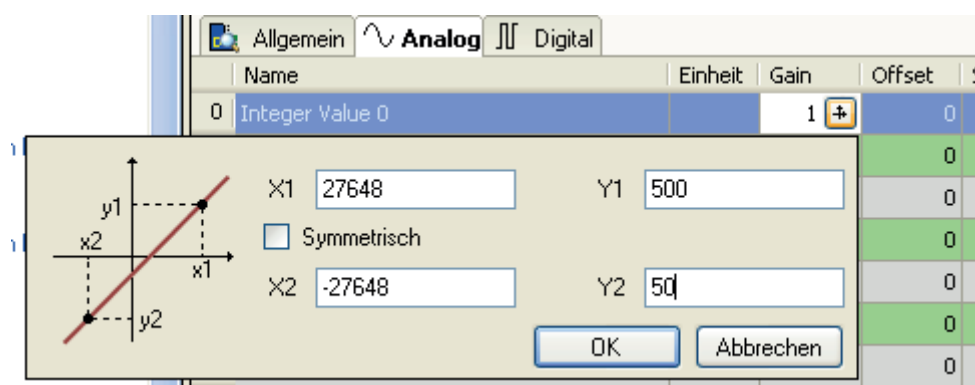 Allgemein Analog Digital
Name Einheit Gain Offset
0 Integer Value 0 1 0
0
X1 27648 Y1 500
y1
0
Symmetrisch
x2
0
x1
X2 -27648 Y2 50
0
y2
0
OK Abbrechen
0